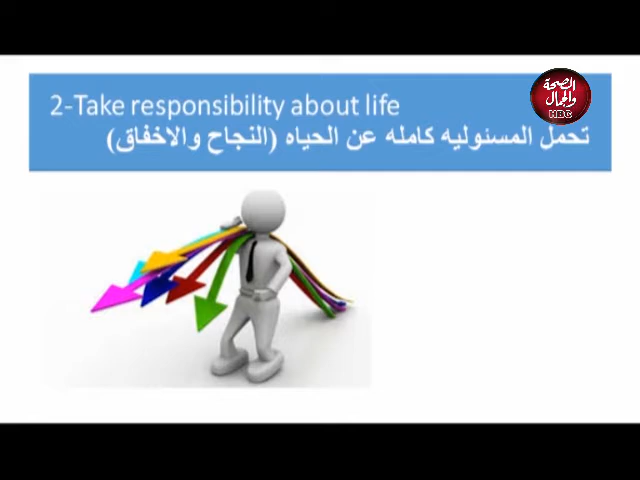 2-Take responsibility about life
تحمل المسئوليه كامله عن الحياه (النجاح والاخفاق)
الصحة
والجمال
HBC